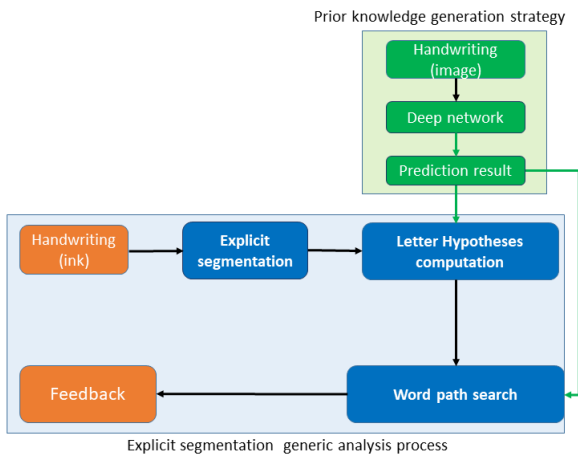 Prior knowledge generation strategy
Handwriting
(image)
Deep network
Prediction result
Handwriting
(ink)
Explicit
segmentation
Letter Hypotheses
computation
Feedback
Word path search
Explicit segmentation generic analysis process